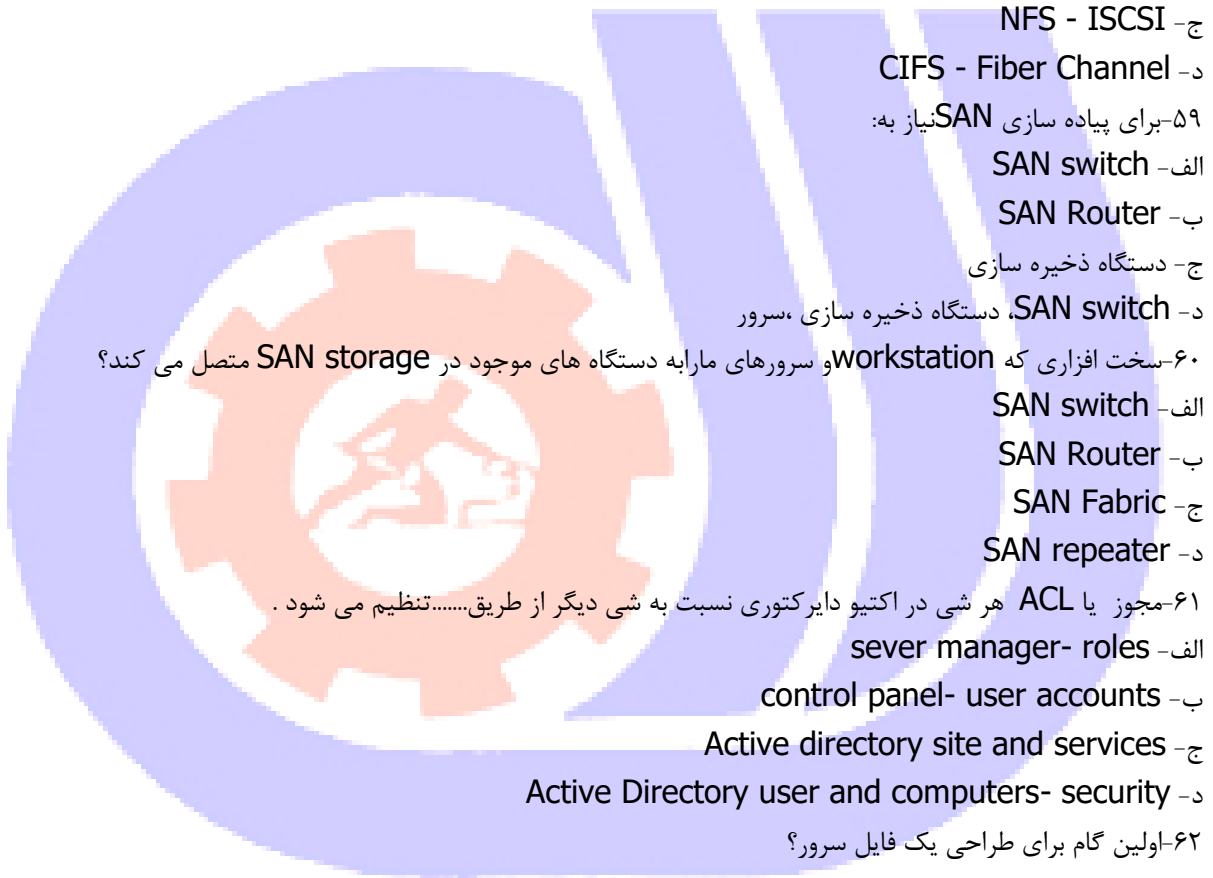 ج- NFS - ISCSI
د- CIFS - Fiber Channel
۵۹-برای پیاده سازی SANنیاز به:
الف- SAN switch
ب- SAN Router
ج- دستگاه ذخیره سازی
د- SAN switch، دستگاه ذخیره سازی ،سرور
۶۰-سخت افزاری که workstationو سرورهای مارابه دستگاه های موجود در SAN storage متصل می کند؟
الف- SAN switch
ب- SAN Router
ج- SAN Fabric
د- SAN repeater
۶۱-مجوز یا ACL هر شی در اکتیو دایرکتوری نسبت به شی دیگر از طریق.......تنظیم می شود .
الف- sever manager- roles
ب- control panel- user accounts
ج- Active directory site and services
د- Active Directory user and computers- security
۶۲-اولین گام برای طراحی یک فایل سرور؟